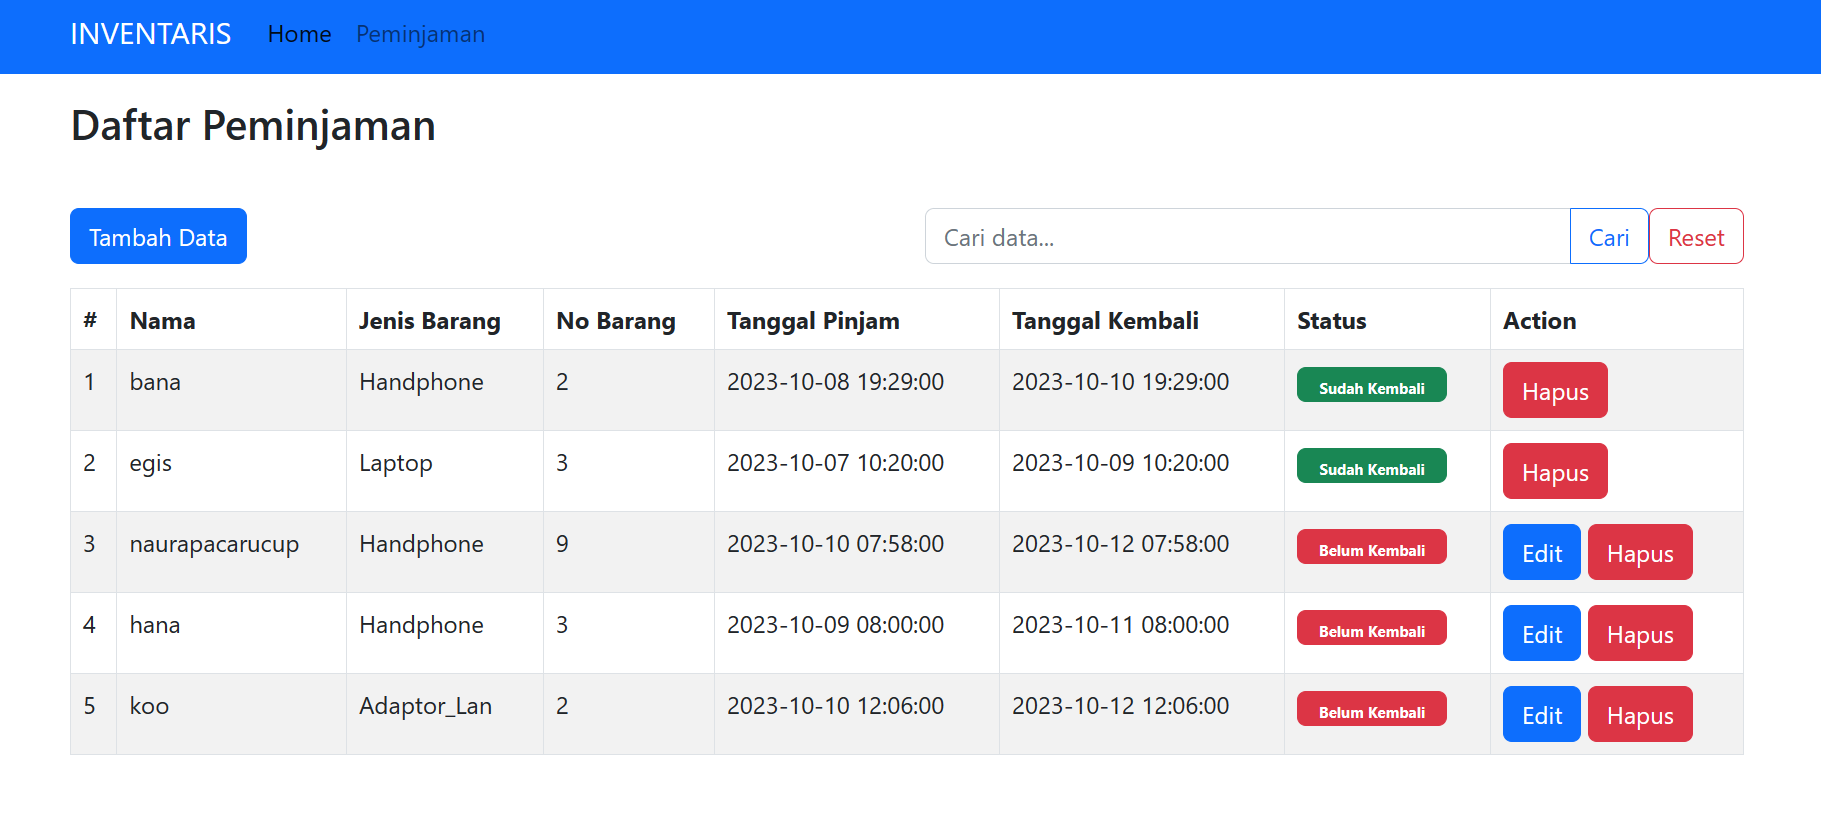 INVENTARIS Home Peminjaman
Daftar Peminjaman
Tambah Data Cari data... Cari Reset
# Nama Jenis Barang No Barang Tanggal Pinjam Tanggal Kembali Status Action
1 bana Handphone 2 2023-10-08 19:29:00 2023-10-10 19:29:00 Sudah Kembali Hapus
2 egis Laptop 3 2023-10-07 10:20:00 2023-10-09 10:20:00 Sudah Kembali Hapus
3 naurapacarucup Handphone 9 2023-10-10 07:58:00 2023-10-12 07:58:00 Belum Kembali Edit Hapus
4 hana Handphone 3 2023-10-09 08:00:00 2023-10-11 08:00:00 Belum Kembali Edit Hapus
5 koo Adaptor_Lan 2 2023-10-10 12:06:00 2023-10-12 12:06:00 Belum Kembali Edit Hapus